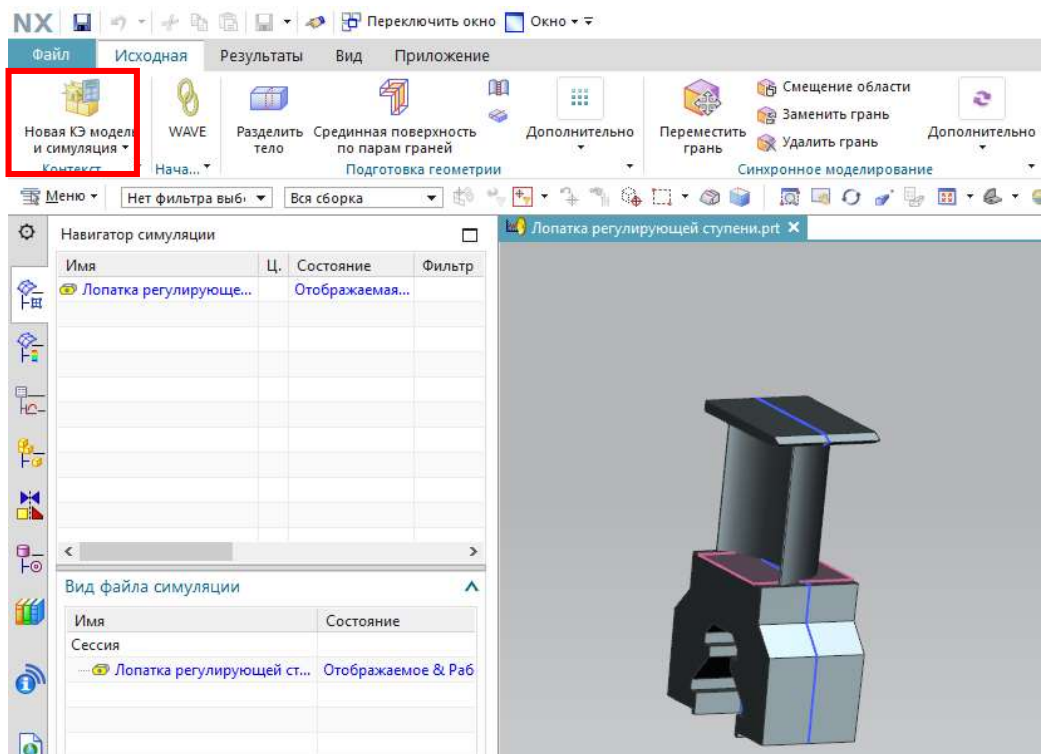 NX Переключить окно Окно
Файл Исходная Результаты Вид Приложение
Новая КЭ модель и симуляция
WAVE
Разделить тело
Срединная поверхность по парам граней
Дополнительно
Переместить грань
Смещение области
Заменить грань
Удалить грань
Дополнительно
Контекст Нача... Подготовка геометрии Синхронное моделирование
Меню Нет фильтра Вся сборка
Навигатор симуляции
Лопатка регулирующей ступени.prt
Имя Ц. Состояние Фильтр
Лопатка регулирующе... Отображаемая...
Вид файла симуляции
Имя Состояние
Сессия
Лопатка регулирующей ст... Отображаемое & Раб